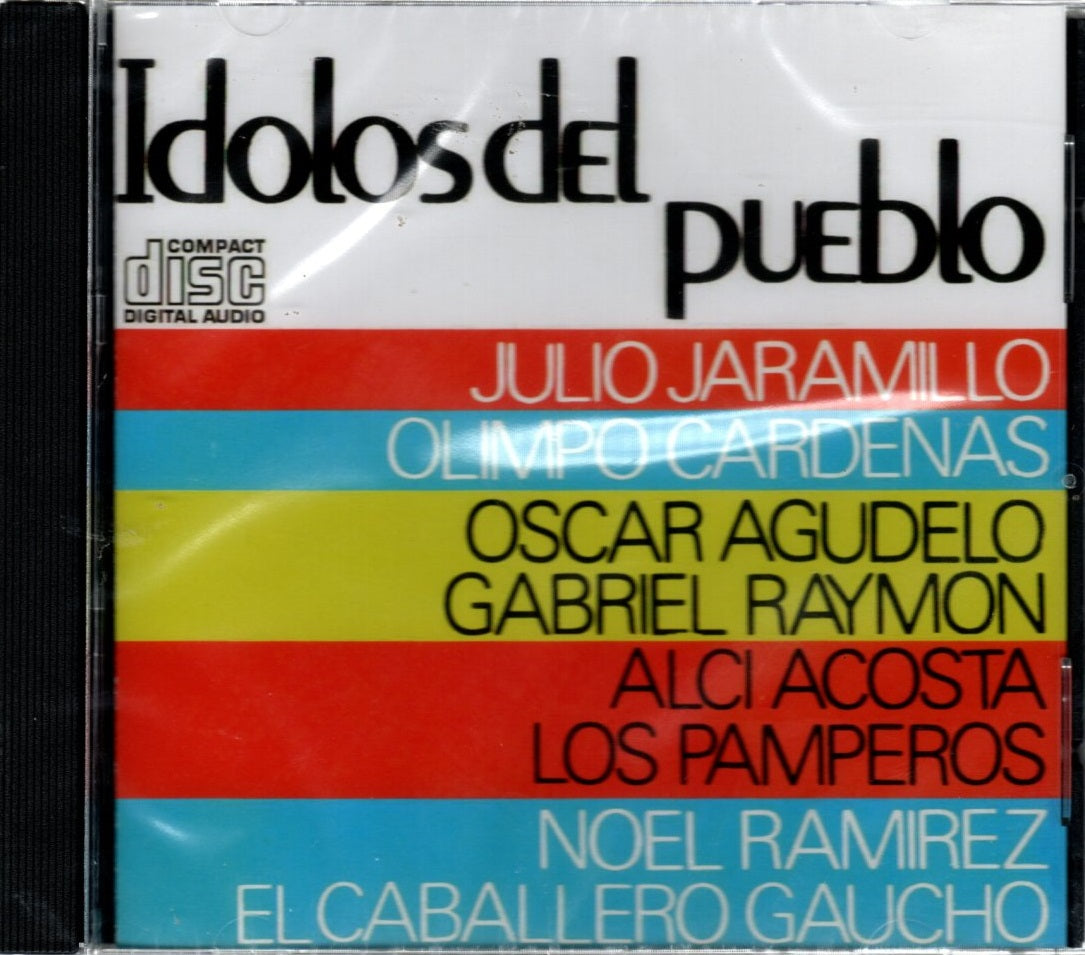 Idolos del
pueblo
COMPACT
disc
DIGITAL AUDIO
JULIO JARAMILLO
OLIMPO CARDENAS
OSCAR AGUDELO
GABRIEL RAYMON
ALCI ACOSTA
LOS PAMPEROS
NOEL RAMIREZ
EL CABALLERO GAUCHO